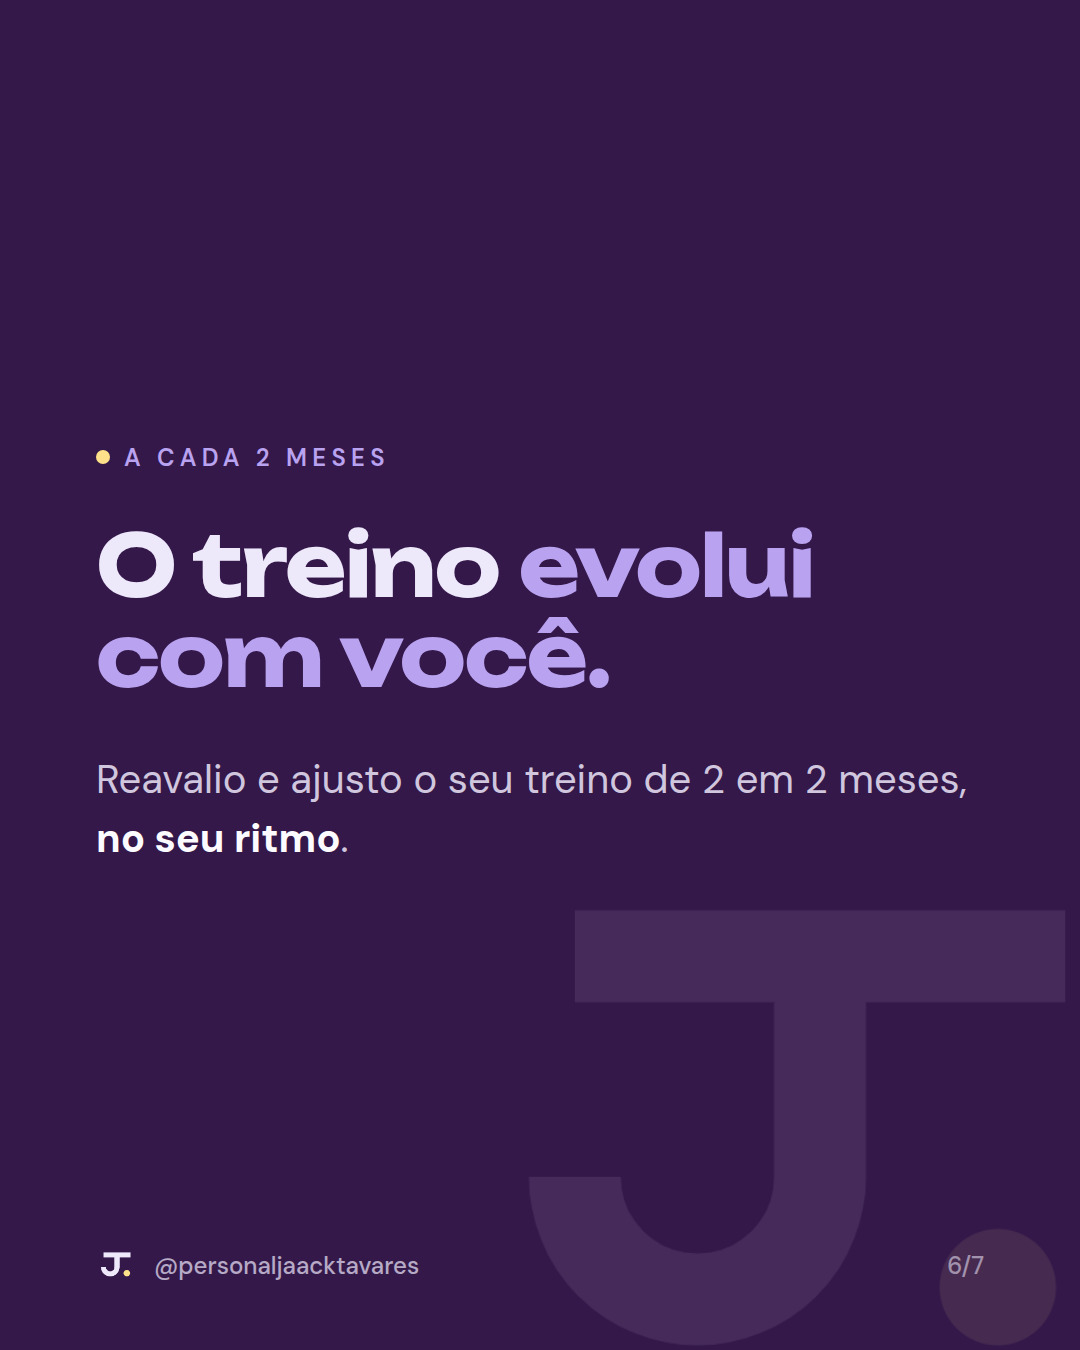 A CADA 2 MESES
O treino evolui
com você.
Reavalio e ajusto o seu treino de 2 em 2 meses,
no seu ritmo.
J.
@personaljaacktavares
6/7